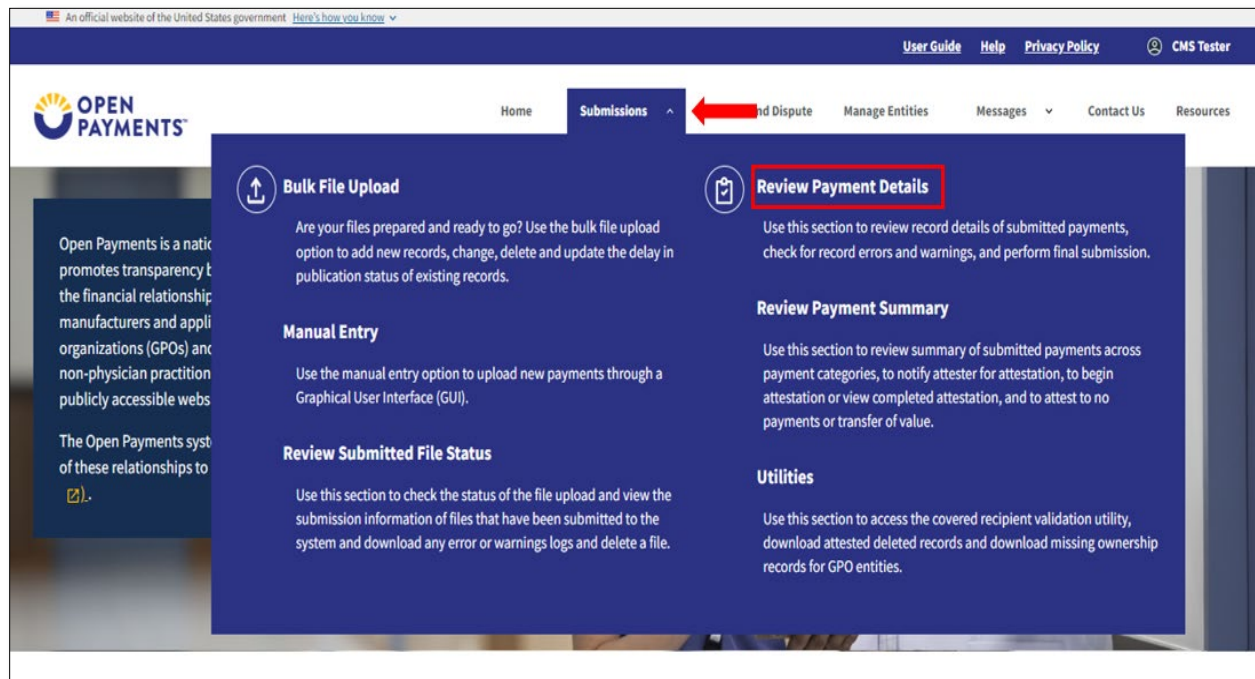 An official website of the United States government Here's how you know
User Guide Help Privacy Policy CMS Tester
OPEN
PAYMENTS™
Home Submissions nd Dispute Manage Entities Messages Contact Us Resources
Bulk File Upload
Are your files prepared and ready to go? Use the bulk file upload
option to add new records, change, delete and update the delay in
publication status of existing records.
Manual Entry
Use the manual entry option to upload new payments through a
Graphical User Interface (GUI).
Review Submitted File Status
Use this section to check the status of the file upload and view the
submission information of files that have been submitted to the
system and download any error or warnings logs and delete a file.
Review Payment Details
Use this section to review record details of submitted payments,
check for record errors and warnings, and perform final submission.
Review Payment Summary
Use this section to review summary of submitted payments across
payment categories, to notify attester for attestation, to begin
attestation or view completed attestation, and to attest to no
payments or transfer of value.
Utilities
Use this section to access the covered recipient validation utility,
download attested deleted records and download missing ownership
records for GPO entities.
Open Payments is a natio
promotes transparency b
the financial relationship
manufacturers and appli
organizations (GPOs) and
non-physician practition
publicly accessible webs
The Open Payments syst
of these relationships to
).